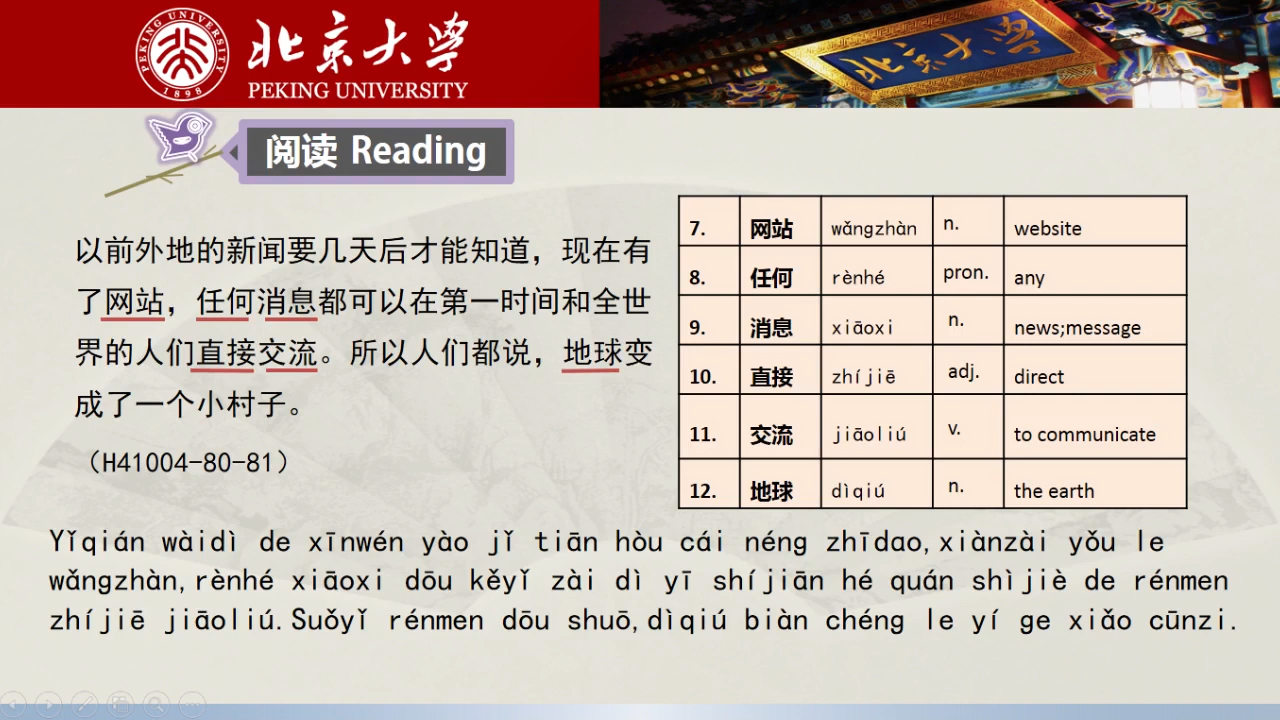 PEKING UNIVERSITY
1898
北京大学
PEKING UNIVERSITY
北京大学
阅读 Reading
以前外地的新闻要几天后才能知道，现在有
了网站，任何消息都可以在第一时间和全世
界的人们直接交流。所以人们都说，地球变
成了一个小村子。
（H41004-80-81）
7. 网站 wǎngzhàn n. website
8. 任何 rènhé pron. any
9. 消息 xiāoxi n. news;message
10. 直接 zhíjiē adj. direct
11. 交流 jiāoliú v. to communicate
12. 地球 dìqiú n. the earth
Yǐqián wàidì de xīnwén yào jǐ tiān hòu cái néng zhīdao,xiànzài yǒu le
wǎngzhàn,rènhé xiāoxi dōu kěyǐ zài dì yī shíjiān hé quán shìjiè de rénmen
zhíjiē jiāoliú.Suǒyǐ rénmen dōu shuō,dìqiú biàn chéng le yí ge xiǎo cūnzi.